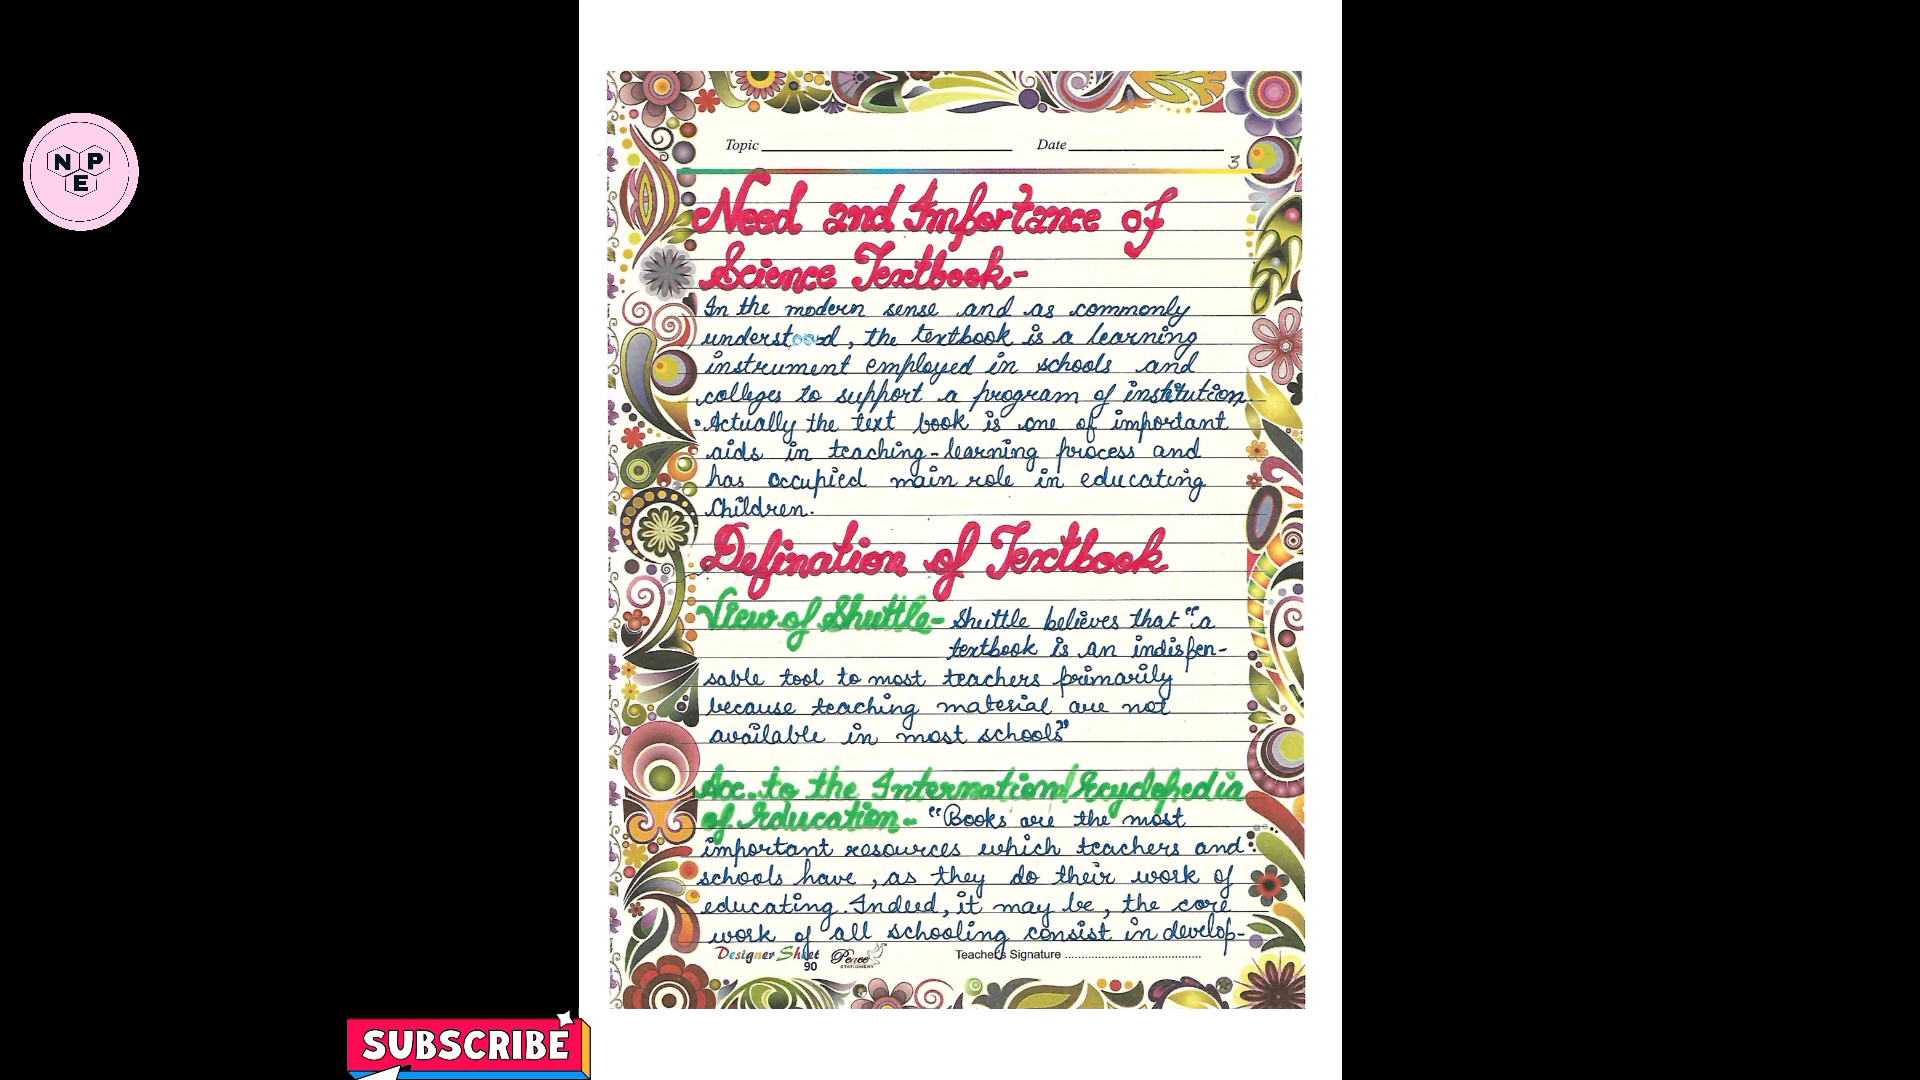 NPE
Topic
Date
3
Need and Importance of
Science Textbook-
In the modern sense and as commonly
understood, the textbook is a learning
instrument employed in schools and
colleges to support a program of institution.
Actually the text book is one of important
aids in teaching-learning process and
has occupied main role in educating
Children.
Defination of Textbook
View of Shuttle- Shuttle believes that "a
textbook is an indispen-
sable tool to most teachers primarily
because teaching material are not
available in most schools"
Acc. to the Internationl Ecyclopedia
of Education- "Books are the most
important resources which teachers and
schools have, as they do their work of
educating. Indeed, it may be, the core
work of all schooling consist in develop-
Designer Sheet
90
Peace
STATIONERY
Teacher's Signature
SUBSCRIBE